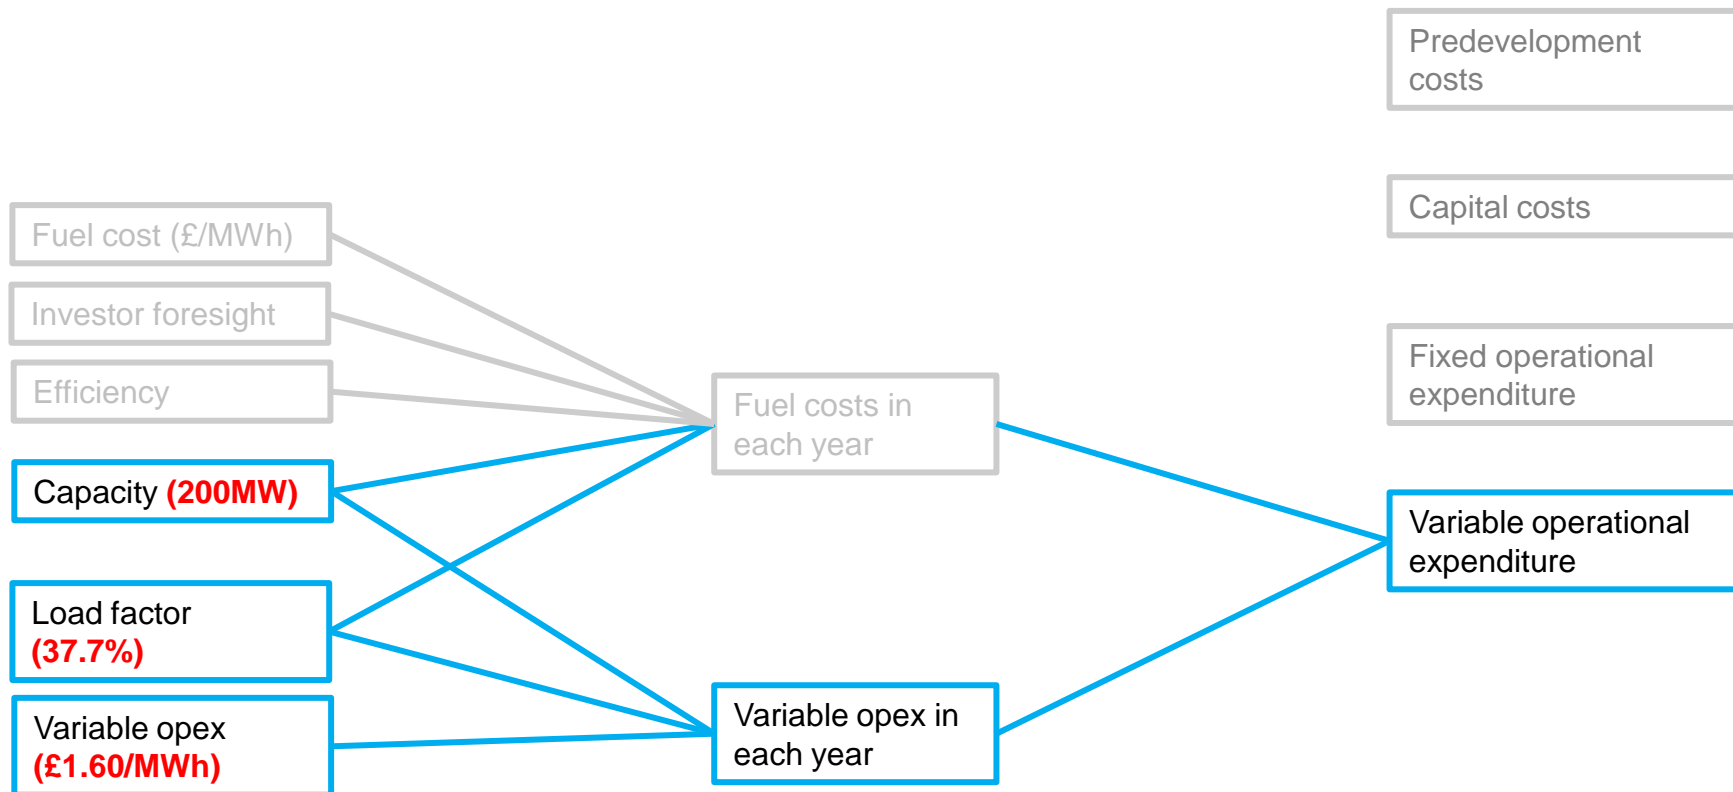 Predevelopment
costs
Capital costs
Fuel cost (£/MWh)
Investor foresight
Efficiency
Fixed operational
expenditure
Fuel costs in
each year
Capacity (200MW)
Variable operational
expenditure
Load factor
(37.7%)
Variable opex
(£1.60/MWh)
Variable opex in
each year